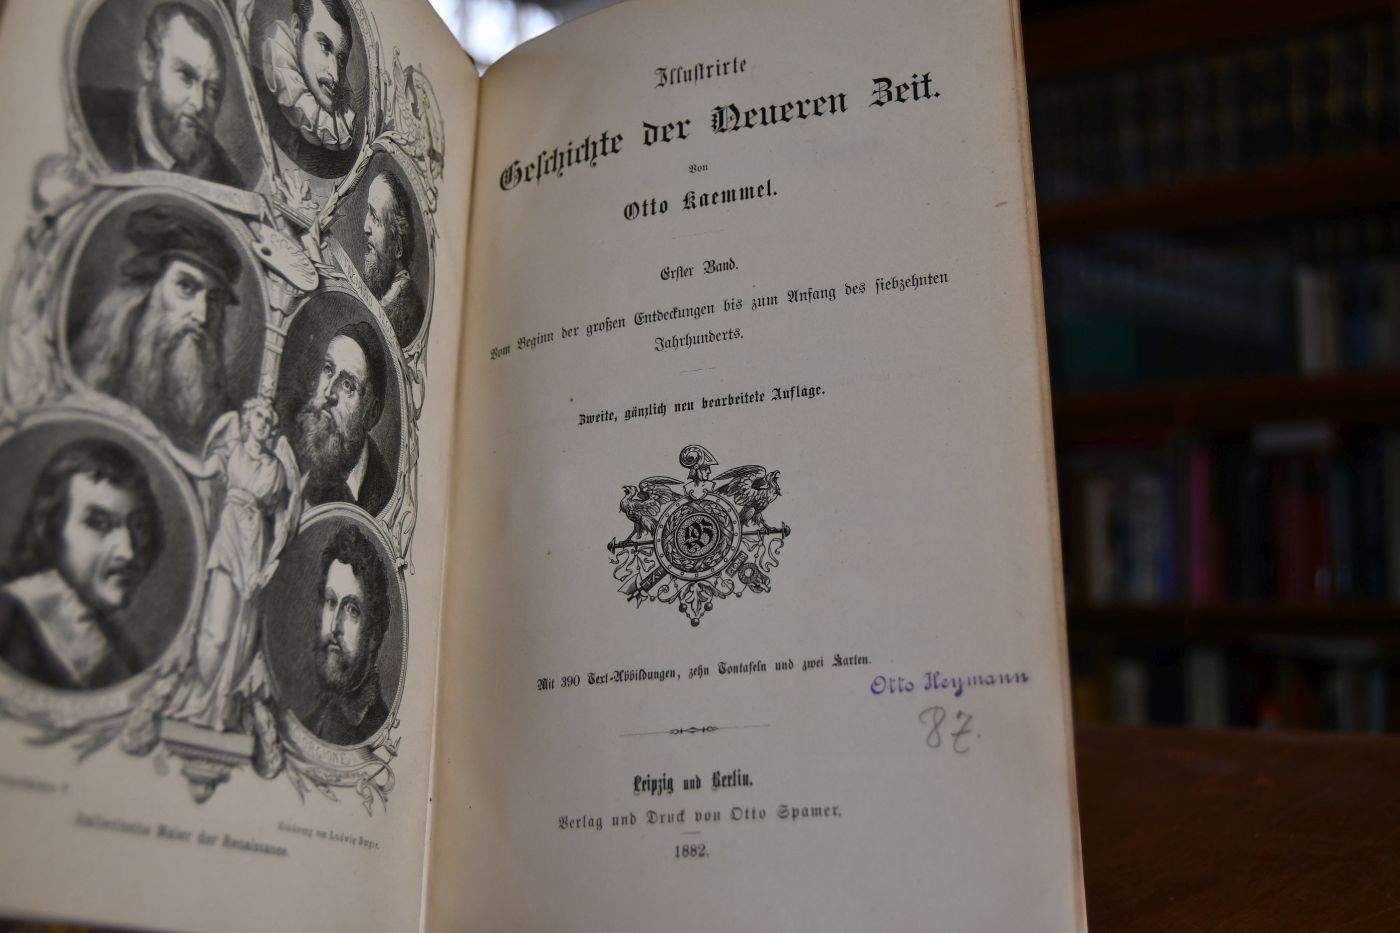 Illustrirte
Geschichte der Neueren Zeit.
Von
Otto Kaemmel.
Erster Band.
Vom Beginn der großen Entdeckungen bis zum Anfang des siebzehnten
Jahrhunderts.
Zweite, gänzlich neu bearbeitete Auflage.
Mit 390 Text-Abbildungen, zehn Tontafeln und zwei Karten.
Otto Heymann
87.
Leipzig und Berlin.
Verlag und Druck von Otto Spamer.
1882.
Zeichnung von Ludwig Burger.
Italienische Maler der Renaissance.